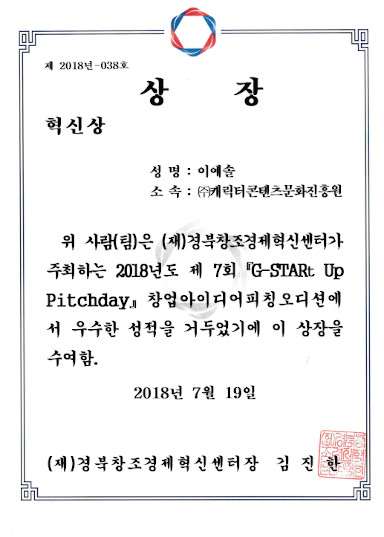 제 2018년-038호
상 장
혁신상
성 명 : 이예솔
소 속 : ㈜캐릭터콘텐츠문화진흥원
위 사람(팀)은 (재)경북창조경제혁신센터가
주최하는 2018년도 제 7회 『G-STARt Up
Pitchday』 창업아이디어피칭오디션에
서 우수한 성적을 거두었기에 이 상장을
수여함.
2018년 7월 19일
(재)경북창조경제혁신센터장 김 진 한